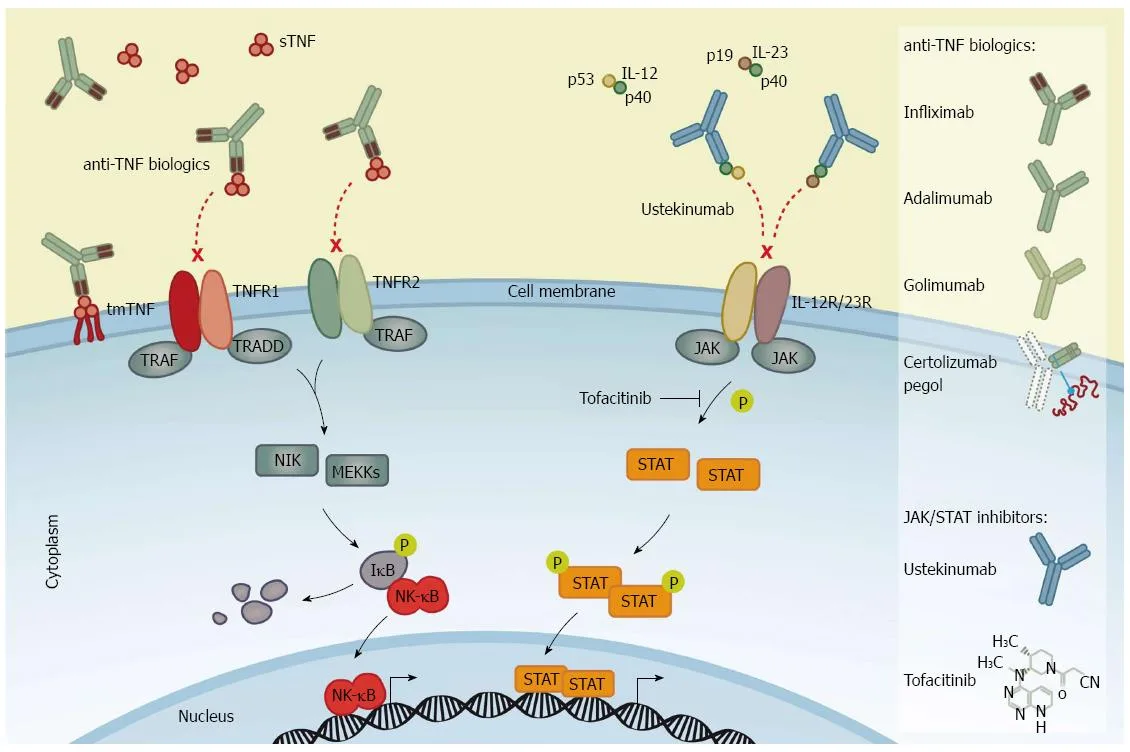 sTNF
anti-TNF biologics
tmTNF
TNFR1
TNFR2
TRAF
TRADD
TRAF
Cell membrane
p53
IL-12
p40
p19
IL-23
p40
Ustekinumab
IL-12R/23R
JAK
JAK
Tofacitinib
P
NIK
MEKKs
STAT
STAT
Cytoplasm
P
IκB
NK-κB
P
STAT
STAT
P
NK-κB
STAT
STAT
Nucleus
anti-TNF biologics:
Infliximab
Adalimumab
Golimumab
Certolizumab
pegol
JAK/STAT inhibitors:
Ustekinumab
Tofacitinib
H₃C
H₃C
N
N
N
O
CN
N
N
H